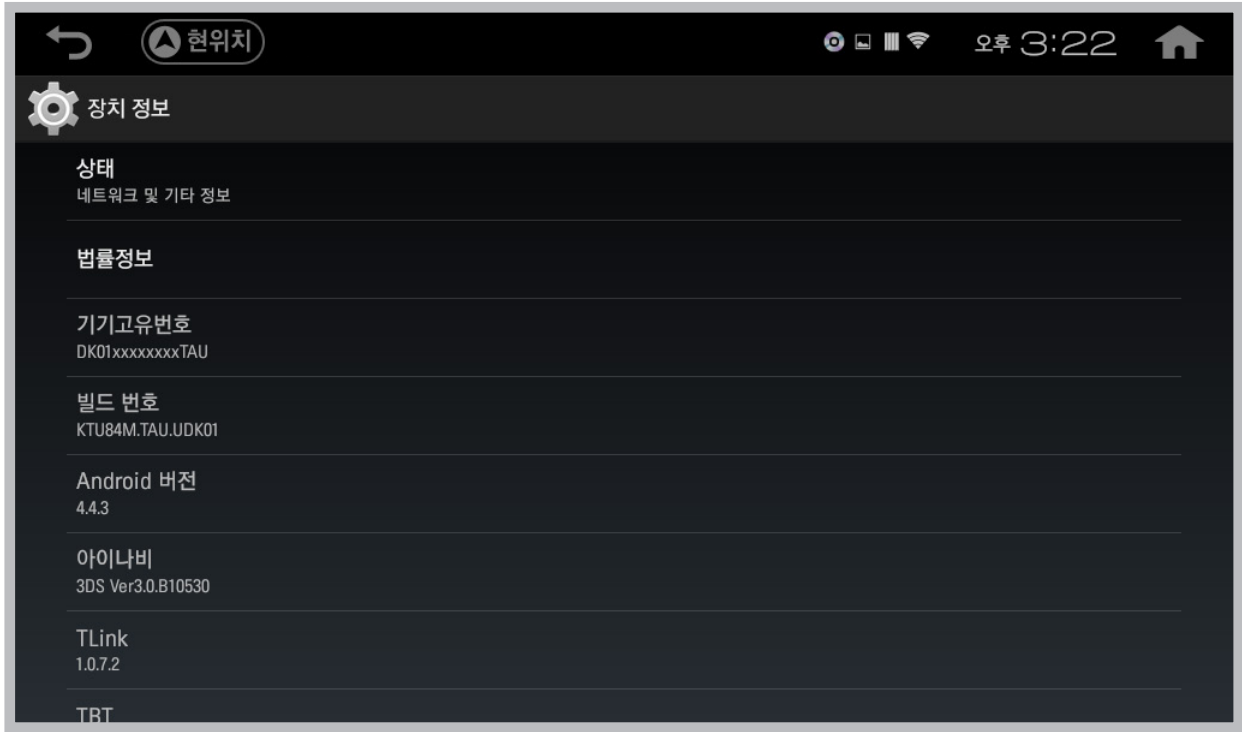 현위치
오후 3:22
장치 정보
상태
네트워크 및 기타 정보
법률정보
기기고유번호
DK01xxxxxxxxTAU
빌드 번호
KTU84M.TAU.UDK01
Android 버전
4.4.3
아이나비
3DS Ver3.0.B10530
TLink
1.0.7.2
TBT